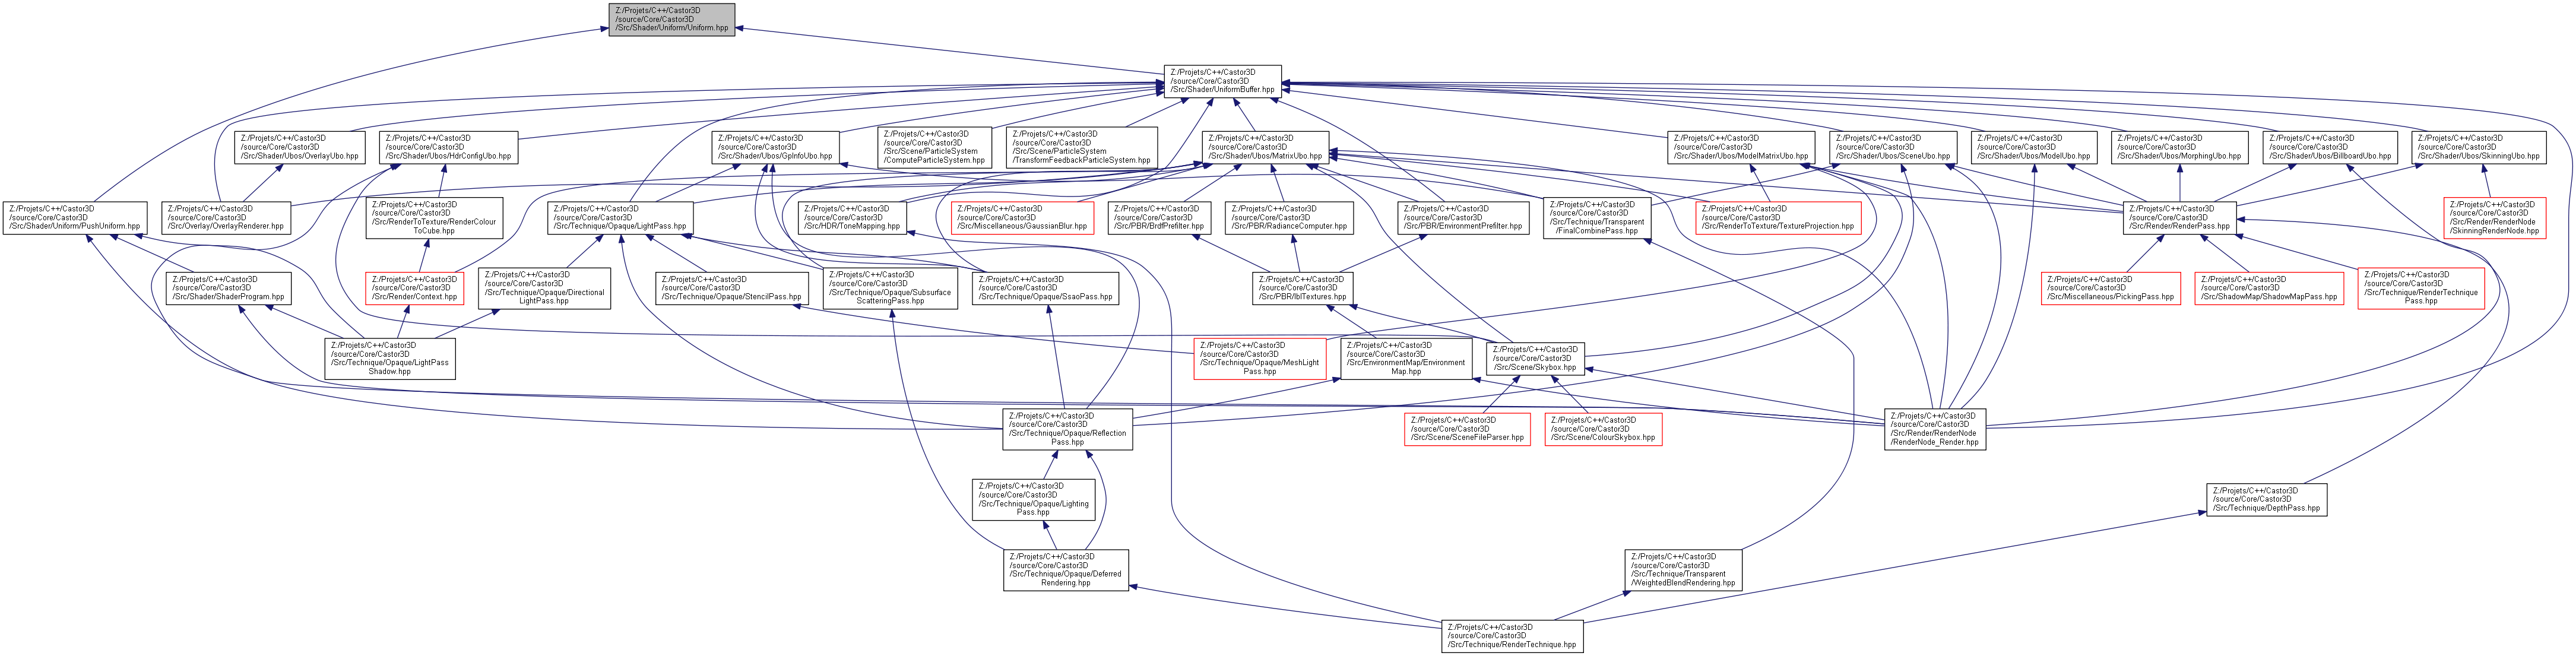 Z:/Projets/C++/Castor3D
/source/Core/Castor3D
/Src/Shader/Uniform/Uniform.hpp
Z:/Projets/C++/Castor3D
/source/Core/Castor3D
/Src/Shader/UniformBuffer.hpp
Z:/Projets/C++/Castor3D
/source/Core/Castor3D
/Src/Shader/Ubos/OverlayUbo.hpp
Z:/Projets/C++/Castor3D
/source/Core/Castor3D
/Src/Shader/Ubos/HdrConfigUbo.hpp
Z:/Projets/C++/Castor3D
/source/Core/Castor3D
/Src/Shader/Ubos/GpInfoUbo.hpp
Z:/Projets/C++/Castor3D
/source/Core/Castor3D
/Src/Scene/ParticleSystem
/ComputeParticleSystem.hpp
Z:/Projets/C++/Castor3D
/source/Core/Castor3D
/Src/Scene/ParticleSystem
/TransformFeedbackParticleSystem.hpp
Z:/Projets/C++/Castor3D
/source/Core/Castor3D
/Src/Shader/Ubos/MatrixUbo.hpp
Z:/Projets/C++/Castor3D
/source/Core/Castor3D
/Src/Shader/Ubos/ModelMatrixUbo.hpp
Z:/Projets/C++/Castor3D
/source/Core/Castor3D
/Src/Shader/Ubos/SceneUbo.hpp
Z:/Projets/C++/Castor3D
/source/Core/Castor3D
/Src/Shader/Ubos/ModelUbo.hpp
Z:/Projets/C++/Castor3D
/source/Core/Castor3D
/Src/Shader/Ubos/MorphingUbo.hpp
Z:/Projets/C++/Castor3D
/source/Core/Castor3D
/Src/Shader/Ubos/BillboardUbo.hpp
Z:/Projets/C++/Castor3D
/source/Core/Castor3D
/Src/Shader/Ubos/SkinningUbo.hpp
Z:/Projets/C++/Castor3D
/source/Core/Castor3D
/Src/Shader/Uniform/PushUniform.hpp
Z:/Projets/C++/Castor3D
/source/Core/Castor3D
/Src/Overlay/OverlayRenderer.hpp
Z:/Projets/C++/Castor3D
/source/Core/Castor3D
/Src/RenderToTexture/RenderColour
ToCube.hpp
Z:/Projets/C++/Castor3D
/source/Core/Castor3D
/Src/Technique/Opaque/LightPass.hpp
Z:/Projets/C++/Castor3D
/source/Core/Castor3D
/Src/HDR/ToneMapping.hpp
Z:/Projets/C++/Castor3D
/source/Core/Castor3D
/Src/Miscellaneous/GaussianBlur.hpp
Z:/Projets/C++/Castor3D
/source/Core/Castor3D
/Src/PBR/BrdfPrefilter.hpp
Z:/Projets/C++/Castor3D
/source/Core/Castor3D
/Src/PBR/RadianceComputer.hpp
Z:/Projets/C++/Castor3D
/source/Core/Castor3D
/Src/PBR/EnvironmentPrefilter.hpp
Z:/Projets/C++/Castor3D
/source/Core/Castor3D
/Src/Technique/Transparent
/FinalCombinePass.hpp
Z:/Projets/C++/Castor3D
/source/Core/Castor3D
/Src/RenderToTexture/TextureProjection.hpp
Z:/Projets/C++/Castor3D
/source/Core/Castor3D
/Src/Render/RenderPass.hpp
Z:/Projets/C++/Castor3D
/source/Core/Castor3D
/Src/Render/RenderNode
/SkinningRenderNode.hpp
Z:/Projets/C++/Castor3D
/source/Core/Castor3D
/Src/Shader/ShaderProgram.hpp
Z:/Projets/C++/Castor3D
/source/Core/Castor3D
/Src/Render/Context.hpp
Z:/Projets/C++/Castor3D
/source/Core/Castor3D
/Src/Technique/Opaque/Directional
LightPass.hpp
Z:/Projets/C++/Castor3D
/source/Core/Castor3D
/Src/Technique/Opaque/StencilPass.hpp
Z:/Projets/C++/Castor3D
/source/Core/Castor3D
/Src/Technique/Opaque/Subsurface
ScatteringPass.hpp
Z:/Projets/C++/Castor3D
/source/Core/Castor3D
/Src/Technique/Opaque/SsaoPass.hpp
Z:/Projets/C++/Castor3D
/source/Core/Castor3D
/Src/PBR/IblTextures.hpp
Z:/Projets/C++/Castor3D
/source/Core/Castor3D
/Src/Miscellaneous/PickingPass.hpp
Z:/Projets/C++/Castor3D
/source/Core/Castor3D
/Src/ShadowMap/ShadowMapPass.hpp
Z:/Projets/C++/Castor3D
/source/Core/Castor3D
/Src/Technique/RenderTechnique
Pass.hpp
Z:/Projets/C++/Castor3D
/source/Core/Castor3D
/Src/Technique/Opaque/LightPass
Shadow.hpp
Z:/Projets/C++/Castor3D
/source/Core/Castor3D
/Src/Technique/Opaque/MeshLight
Pass.hpp
Z:/Projets/C++/Castor3D
/source/Core/Castor3D
/Src/EnvironmentMap/Environment
Map.hpp
Z:/Projets/C++/Castor3D
/source/Core/Castor3D
/Src/Scene/Skybox.hpp
Z:/Projets/C++/Castor3D
/source/Core/Castor3D
/Src/Technique/Opaque/Reflection
Pass.hpp
Z:/Projets/C++/Castor3D
/source/Core/Castor3D
/Src/Scene/SceneFileParser.hpp
Z:/Projets/C++/Castor3D
/source/Core/Castor3D
/Src/Scene/ColourSkybox.hpp
Z:/Projets/C++/Castor3D
/source/Core/Castor3D
/Src/Render/RenderNode
/RenderNode_Render.hpp
Z:/Projets/C++/Castor3D
/source/Core/Castor3D
/Src/Technique/Opaque/Lighting
Pass.hpp
Z:/Projets/C++/Castor3D
/source/Core/Castor3D
/Src/Technique/DepthPass.hpp
Z:/Projets/C++/Castor3D
/source/Core/Castor3D
/Src/Technique/Opaque/Deferred
Rendering.hpp
Z:/Projets/C++/Castor3D
/source/Core/Castor3D
/Src/Technique/Transparent
/WeightedBlendRendering.hpp
Z:/Projets/C++/Castor3D
/source/Core/Castor3D
/Src/Technique/RenderTechnique.hpp